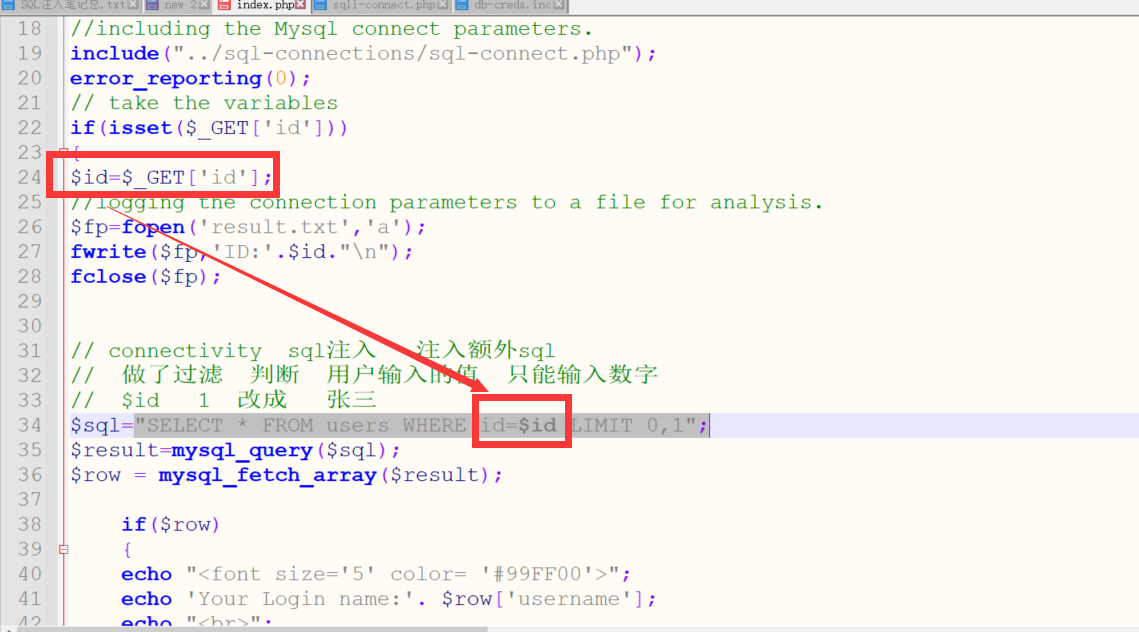 SQL注入笔记总.txt new 2 index.php sqli-connect.php db-creds.inc
18 //including the Mysql connect parameters.
19 include("../sql-connections/sql-connect.php");
20 error_reporting(0);
21 // take the variables
22 if(isset($_GET['id']))
23 {
24 $id=$_GET['id'];
25 //logging the connection parameters to a file for analysis.
26 $fp=fopen('result.txt','a');
27 fwrite($fp,'ID:'.$id."\n");
28 fclose($fp);
29
30
31 // connectivity sql注入 注入额外sql
32 // 做了过滤 判断 用户输入的值 只能输入数字
33 // $id 1 改成 张三
34 $sql="SELECT * FROM users WHERE id=$id LIMIT 0,1";
35 $result=mysql_query($sql);
36 $row = mysql_fetch_array($result);
37
38 if($row)
39 {
40 echo "<font size='5' color= '#99FF00'>";
41 echo 'Your Login name:'. $row['username'];
42 echo "<br>";